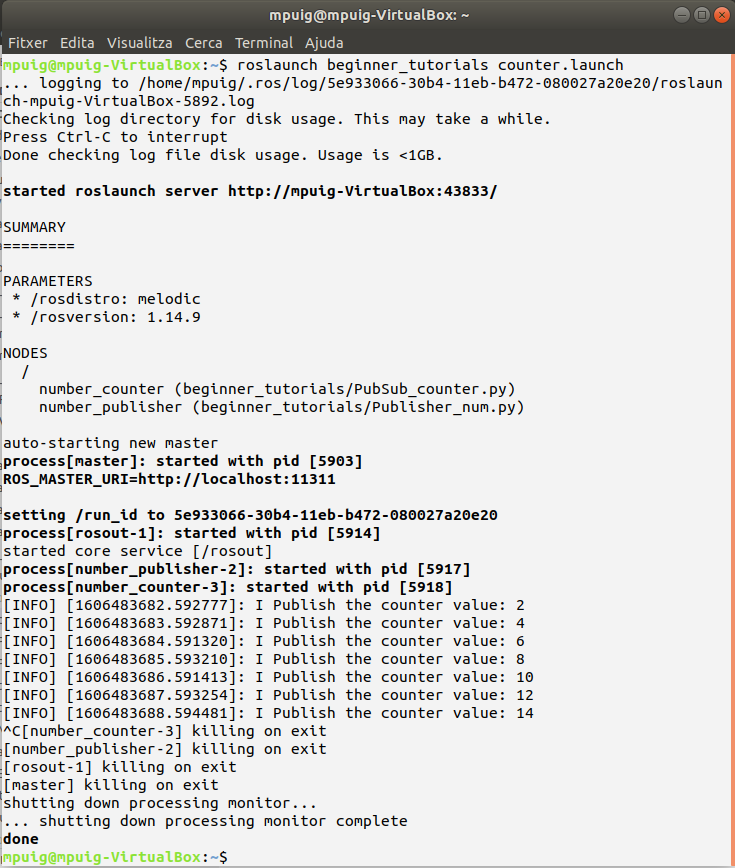 mpuig@mpuig-VirtualBox: ~
Fitxer Edita Visualitza Cerca Terminal Ajuda
mpuig@mpuig-VirtualBox:~$ roslaunch beginner_tutorials counter.launch
... logging to /home/mpuig/.ros/log/5e933066-30b4-11eb-b472-080027a20e20/roslaun
ch-mpuig-VirtualBox-5892.log
Checking log directory for disk usage. This may take a while.
Press Ctrl-C to interrupt
Done checking log file disk usage. Usage is <1GB.

started roslaunch server http://mpuig-VirtualBox:43833/

SUMMARY
========

PARAMETERS
 * /rosdistro: melodic
 * /rosversion: 1.14.9

NODES
  /
    number_counter (beginner_tutorials/PubSub_counter.py)
    number_publisher (beginner_tutorials/Publisher_num.py)

auto-starting new master
process[master]: started with pid [5903]
ROS_MASTER_URI=http://localhost:11311

setting /run_id to 5e933066-30b4-11eb-b472-080027a20e20
process[rosout-1]: started with pid [5914]
started core service [/rosout]
process[number_publisher-2]: started with pid [5917]
process[number_counter-3]: started with pid [5918]
[INFO] [1606483682.592777]: I Publish the counter value: 2
[INFO] [1606483683.592871]: I Publish the counter value: 4
[INFO] [1606483684.591320]: I Publish the counter value: 6
[INFO] [1606483685.593210]: I Publish the counter value: 8
[INFO] [1606483686.591413]: I Publish the counter value: 10
[INFO] [1606483687.593254]: I Publish the counter value: 12
[INFO] [1606483688.594481]: I Publish the counter value: 14
^C[number_counter-3] killing on exit
[number_publisher-2] killing on exit
[rosout-1] killing on exit
[master] killing on exit
shutting down processing monitor...
... shutting down processing monitor complete
done
mpuig@mpuig-VirtualBox:~$